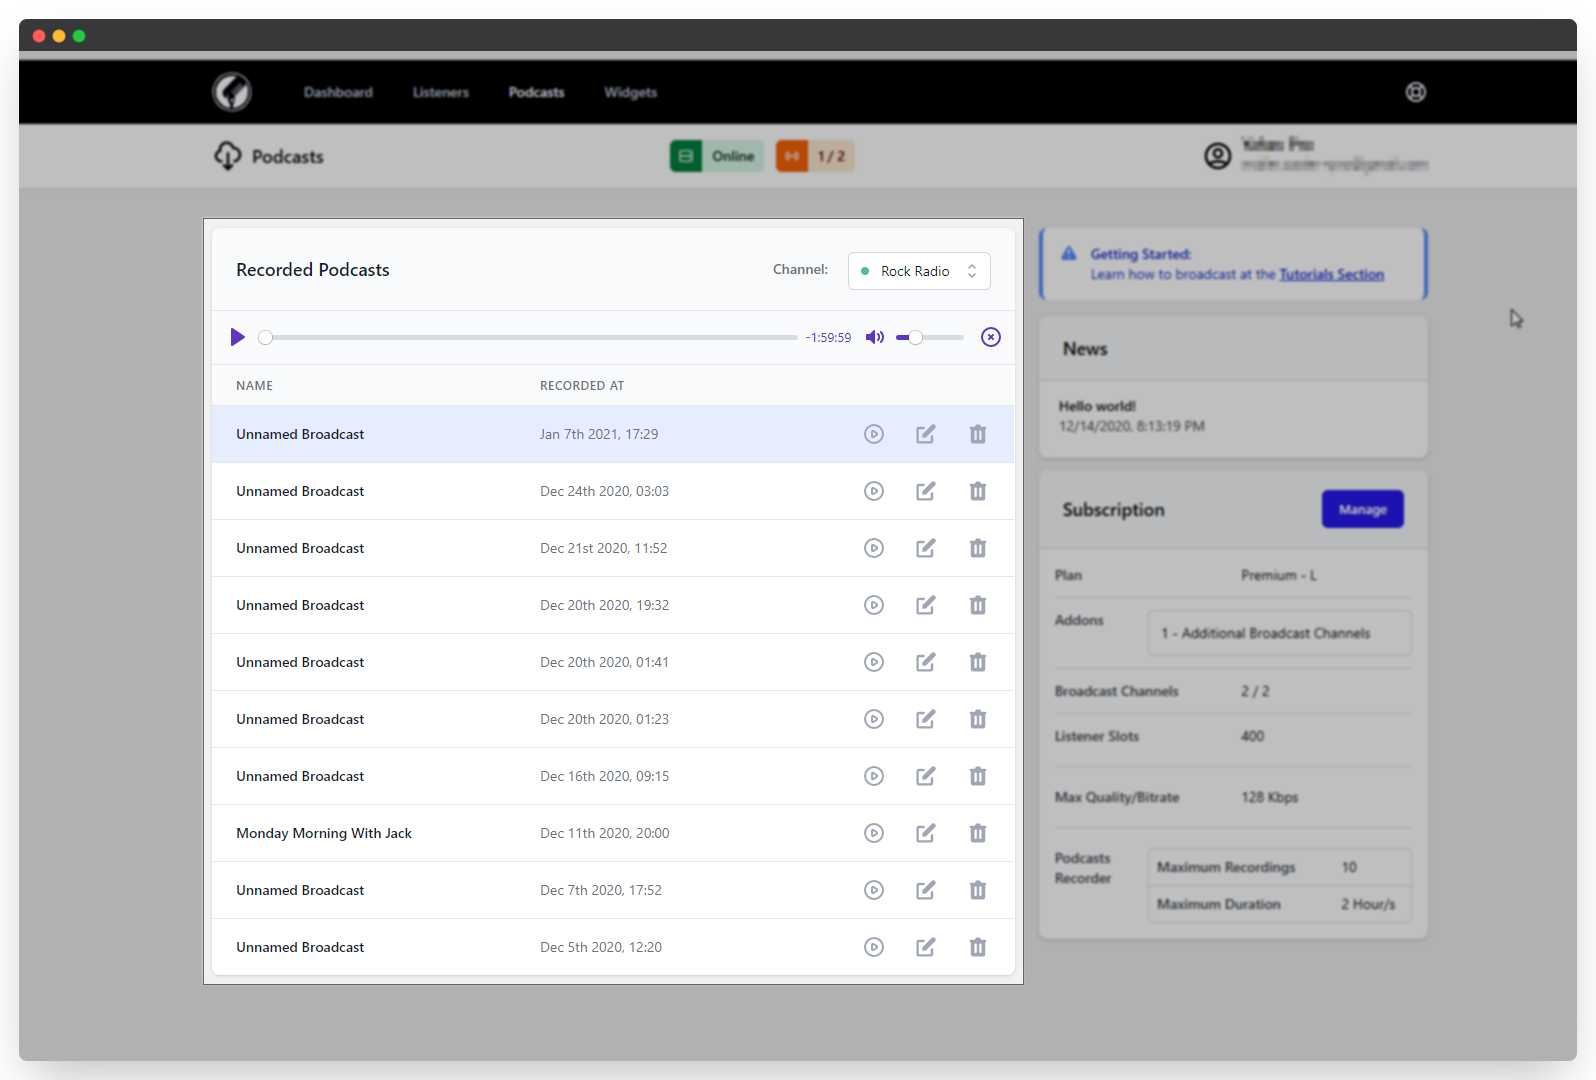 Dashboard Listeners Podcasts Widgets
Podcasts Online 1 / 2
Recorded Podcasts Channel: Rock Radio
-1:59:59
NAME RECORDED AT
Unnamed Broadcast Jan 7th 2021, 17:29
Unnamed Broadcast Dec 24th 2020, 03:03
Unnamed Broadcast Dec 21st 2020, 11:52
Unnamed Broadcast Dec 20th 2020, 19:32
Unnamed Broadcast Dec 20th 2020, 01:41
Unnamed Broadcast Dec 20th 2020, 01:23
Unnamed Broadcast Dec 16th 2020, 09:15
Monday Morning With Jack Dec 11th 2020, 20:00
Unnamed Broadcast Dec 7th 2020, 17:52
Unnamed Broadcast Dec 5th 2020, 12:20
Getting Started:
Learn how to broadcast at the Tutorials Section
News
Hello world!
12/14/2020, 8:13:19 PM
Subscription Manage
Plan Premium - L
Addons 1 - Additional Broadcast Channels
Broadcast Channels 2 / 2
Listener Slots 400
Max Quality/Bitrate 128 Kbps
Podcasts Recorder
Maximum Recordings 10
Maximum Duration 2 Hour/s